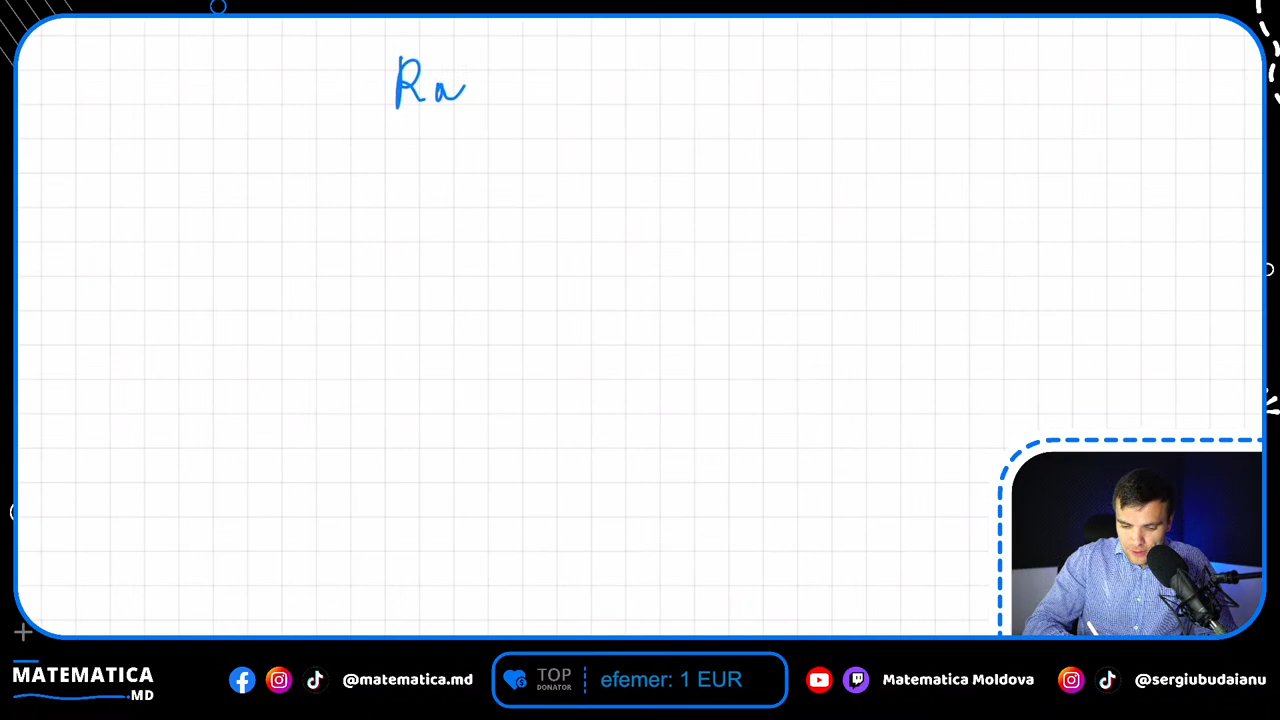 Ra
MATEMATICA
.MD
@matematica.md
TOP
DONATOR
efemer: 1 EUR
Matematica Moldova
@sergiubudaianu